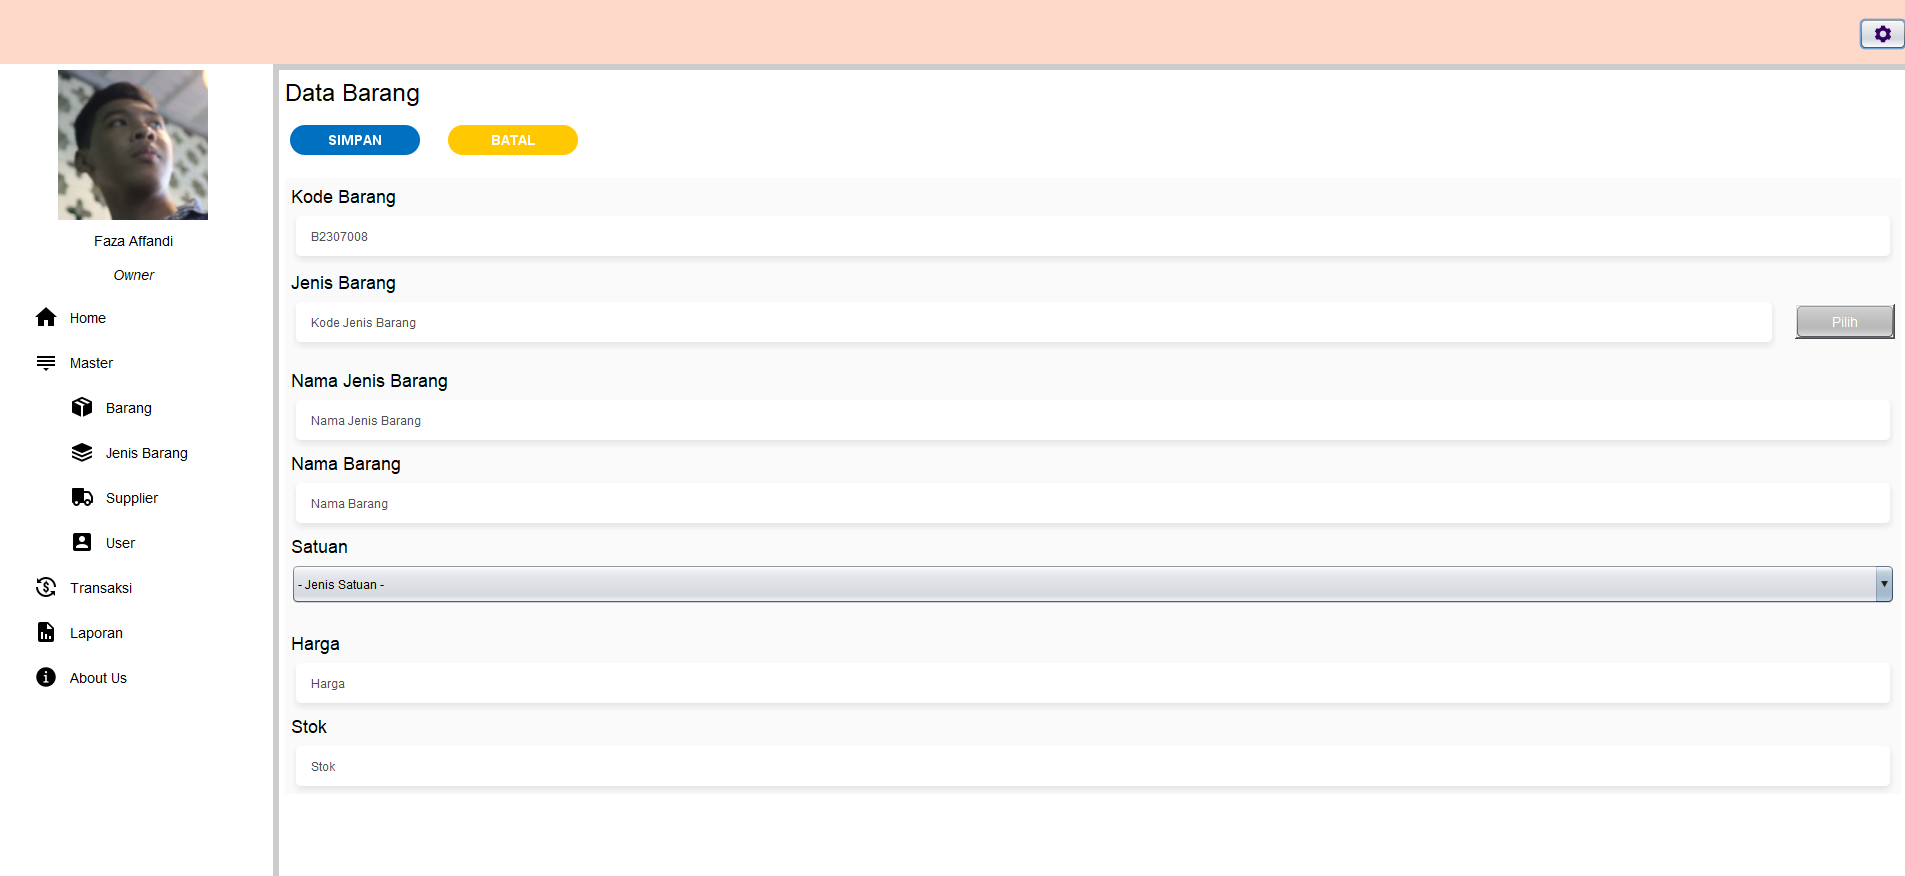 Faza Affandi
Owner
Home
Master
Barang
Jenis Barang
Supplier
User
Transaksi
Laporan
About Us
Data Barang
SIMPAN
BATAL
Kode Barang
B2307008
Jenis Barang
Kode Jenis Barang
Pilih
Nama Jenis Barang
Nama Jenis Barang
Nama Barang
Nama Barang
Satuan
- Jenis Satuan -
Harga
Harga
Stok
Stok